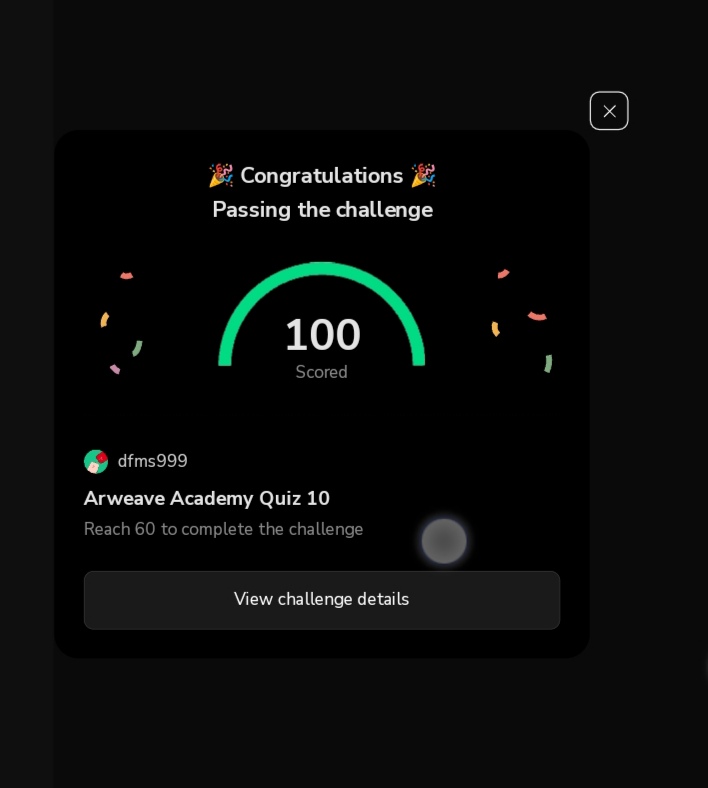 🎉 Congratulations 🎉
Passing the challenge
100
Scored
dfms999
Arweave Academy Quiz 10
Reach 60 to complete the challenge
View challenge details